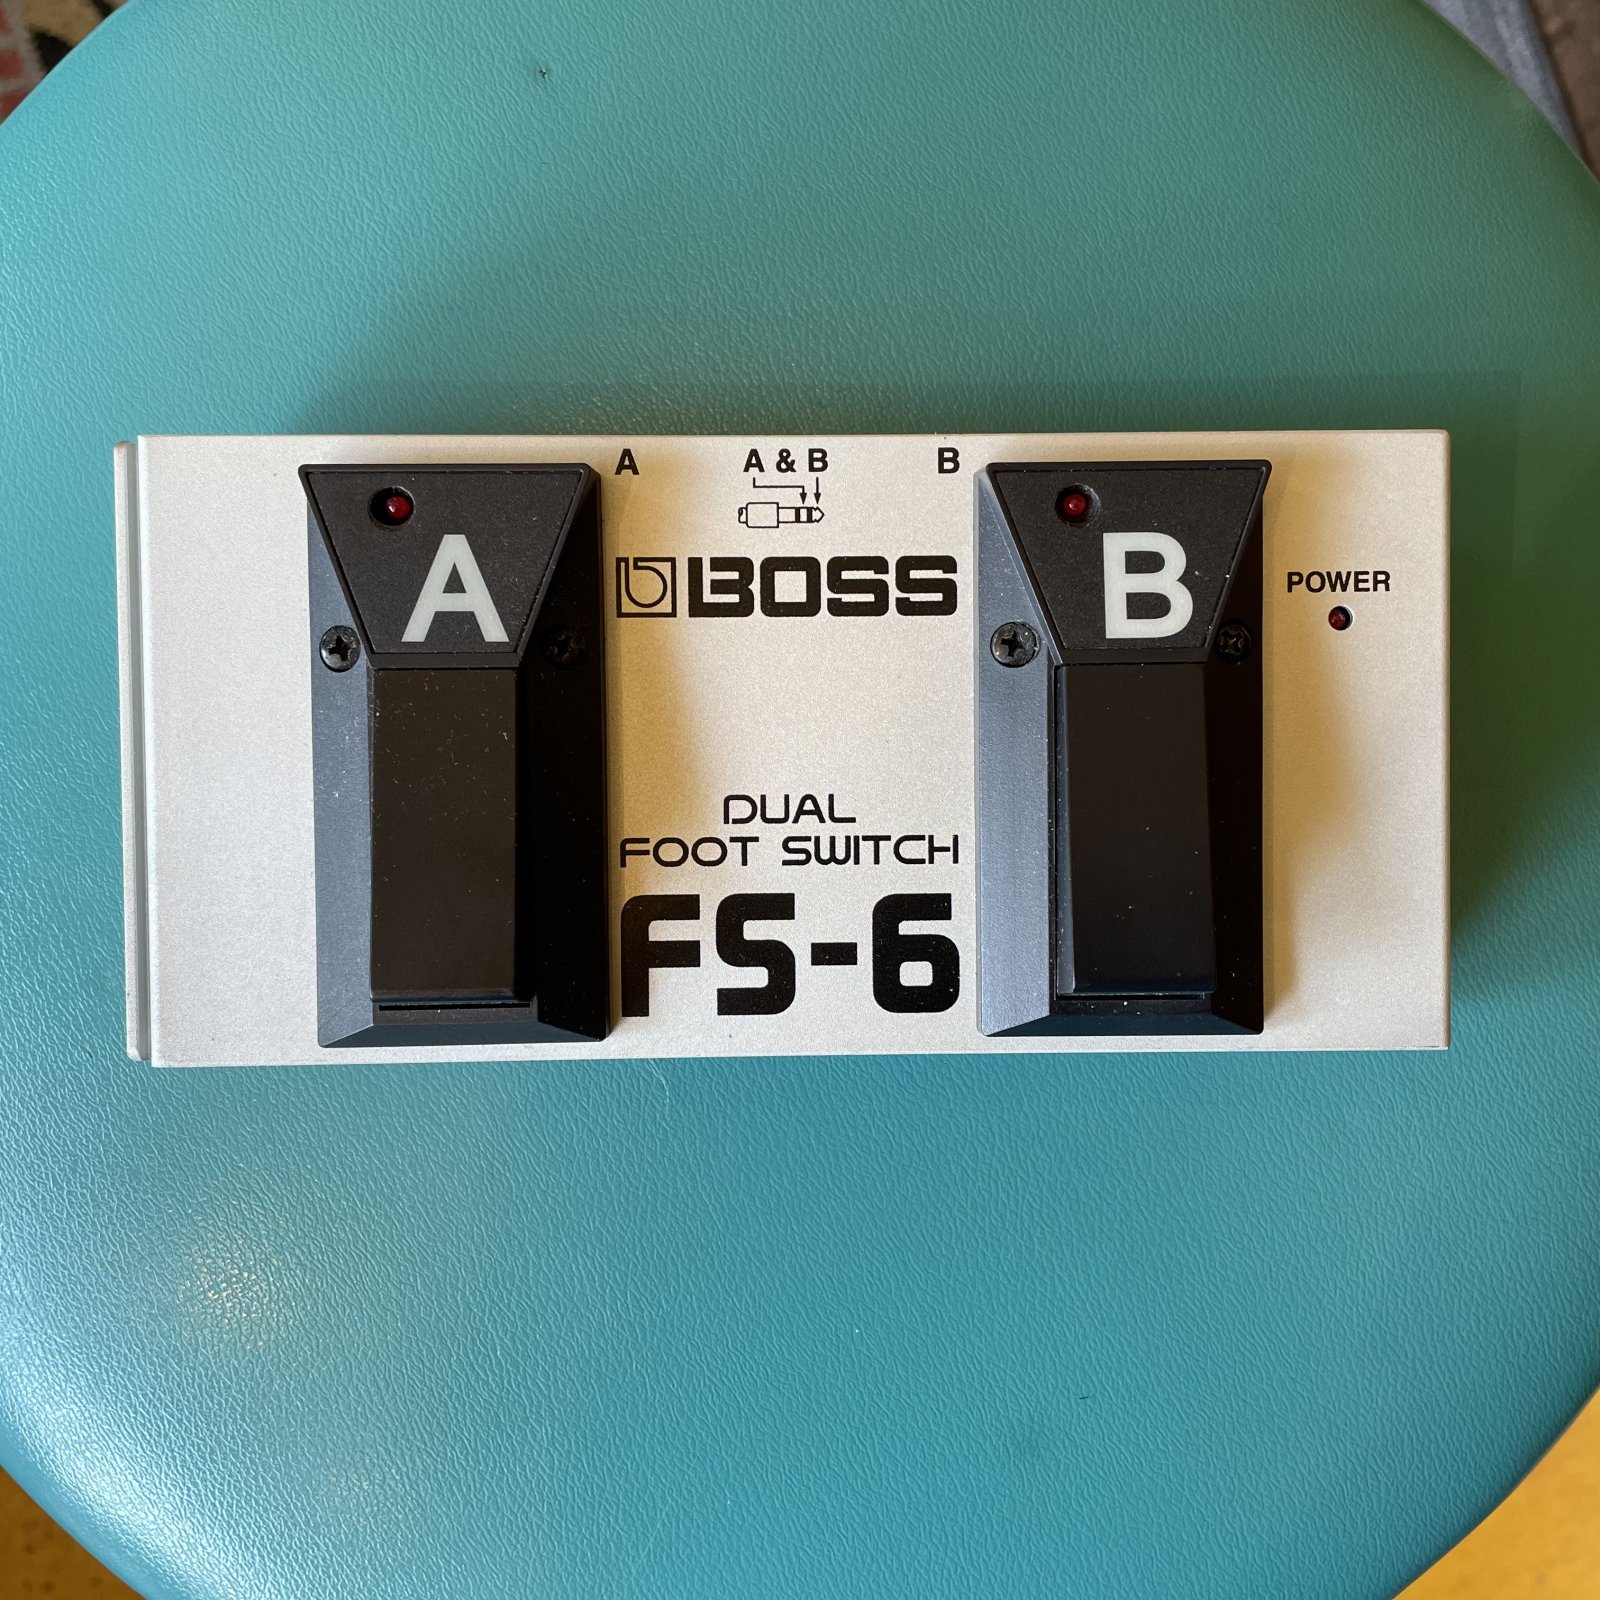 A A & B B
BOSS
A
B
POWER
DUAL
FOOT SWITCH
FS-6